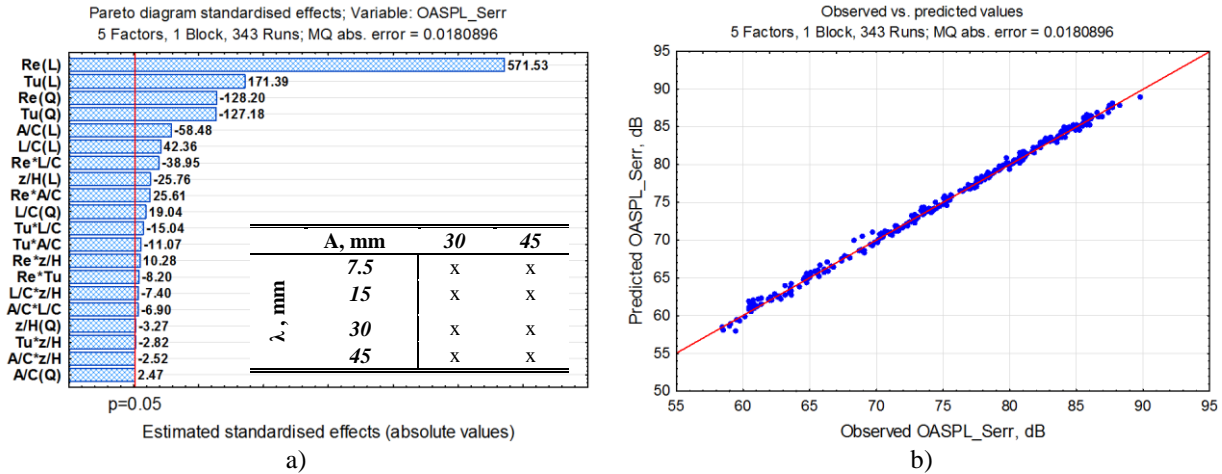 Pareto diagram standardised effects; Variable: OASPL_Serr
5 Factors, 1 Block, 343 Runs; MQ abs. error = 0.0180896
Re(L) 571.53
Tu(L) 171.39
Re(Q) -128.20
Tu(Q) -127.18
A/C(L) -58.48
L/C(L) 42.36
Re*L/C -38.95
z/H(L) -25.76
Re*A/C 25.61
L/C(Q) 19.04
Tu*L/C -15.04
Tu*A/C -11.07
Re*z/H 10.28
Re*Tu -8.20
L/C*z/H -7.40
A/C*L/C -6.90
z/H(Q) -3.27
Tu*z/H -2.82
A/C*z/H -2.52
A/C(Q) 2.47
p=0.05
Estimated standardised effects (absolute values)
A, mm 30 45
λ, mm
7.5 x x
15 x x
30 x x
45 x x
a)
Observed vs. predicted values
5 Factors, 1 Block, 343 Runs; MQ abs. error = 0.0180896
Predicted OASPL_Serr, dB
95
90
85
80
75
70
65
60
55
50
55 60 65 70 75 80 85 90 95
Observed OASPL_Serr, dB
b)